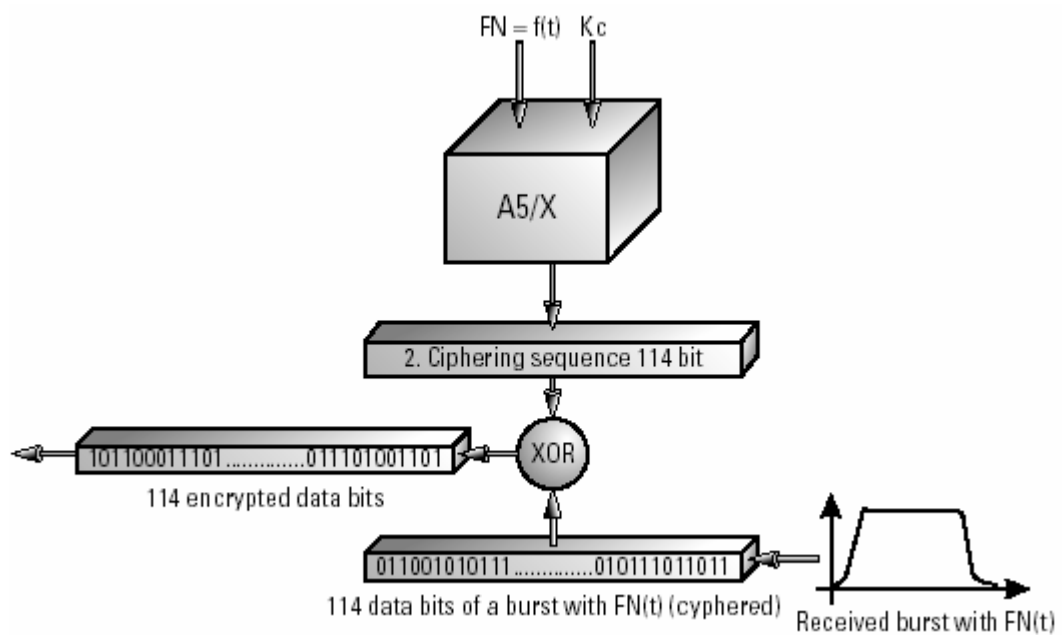 FN = f(t) Kc
A5/X
2. Ciphering sequence 114 bit
XOR
101100011101..............011101001101
114 encrypted data bits
011001010111..............010111011011
114 data bits of a burst with FN(t) (cyphered)
Received burst with FN(t)